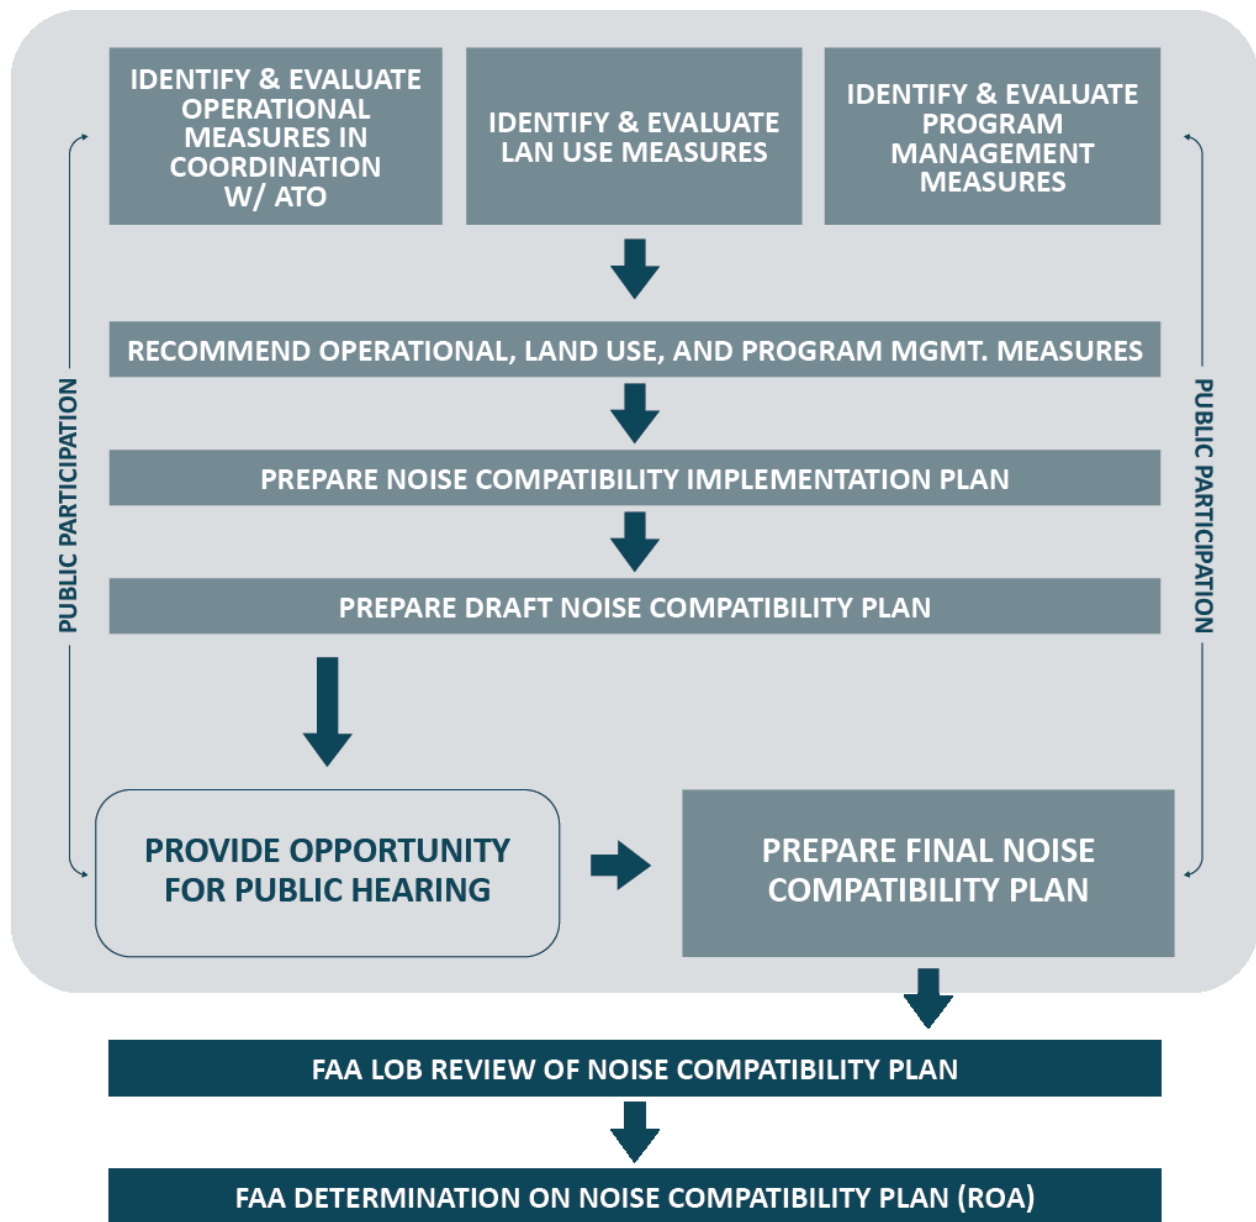 IDENTIFY & EVALUATE
OPERATIONAL
MEASURES IN
COORDINATION
W/ ATO
IDENTIFY & EVALUATE
LAN USE MEASURES
IDENTIFY & EVALUATE
PROGRAM
MANAGEMENT
MEASURES
RECOMMEND OPERATIONAL, LAND USE, AND PROGRAM MGMT. MEASURES
PREPARE NOISE COMPATIBILITY IMPLEMENTATION PLAN
PREPARE DRAFT NOISE COMPATIBILITY PLAN
PUBLIC PARTICIPATION
PUBLIC PARTICIPATION
PROVIDE OPPORTUNITY
FOR PUBLIC HEARING
PREPARE FINAL NOISE
COMPATIBILITY PLAN
FAA LOB REVIEW OF NOISE COMPATIBILITY PLAN
FAA DETERMINATION ON NOISE COMPATIBILITY PLAN (ROA)